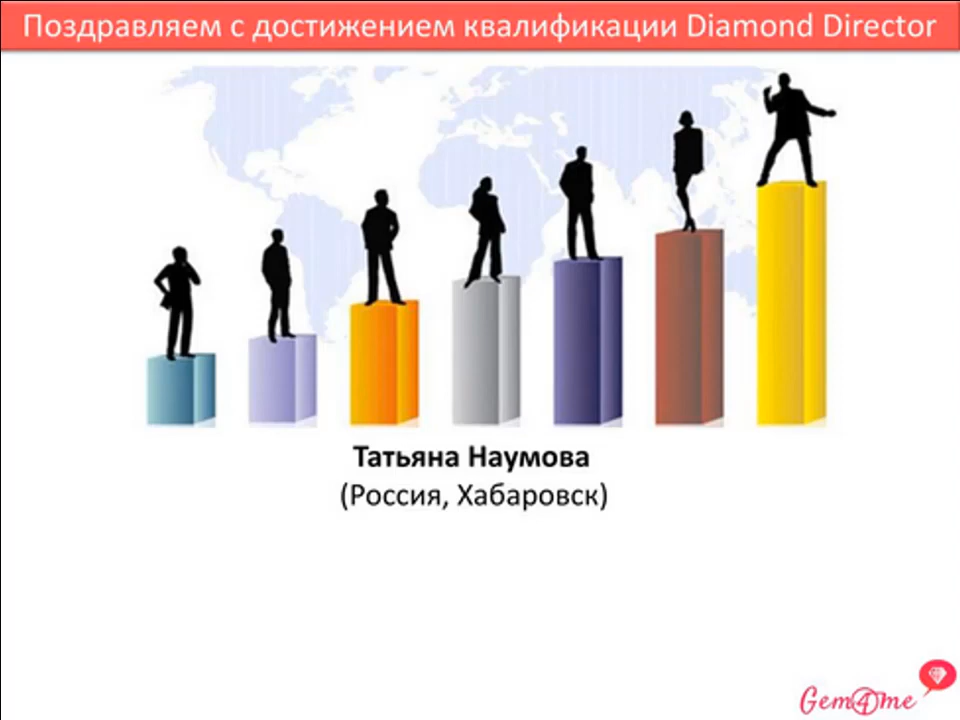 Поздравляем с достижением квалификации Diamond Director
Татьяна Наумова
(Россия, Хабаровск)
Gem4me